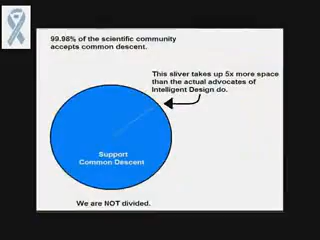 99.98% of the scientific community
accepts common descent.
This sliver takes up 5x more space
than the actual advocates of
Intelligent Design do.
Support
Common Descent
We are NOT divided.